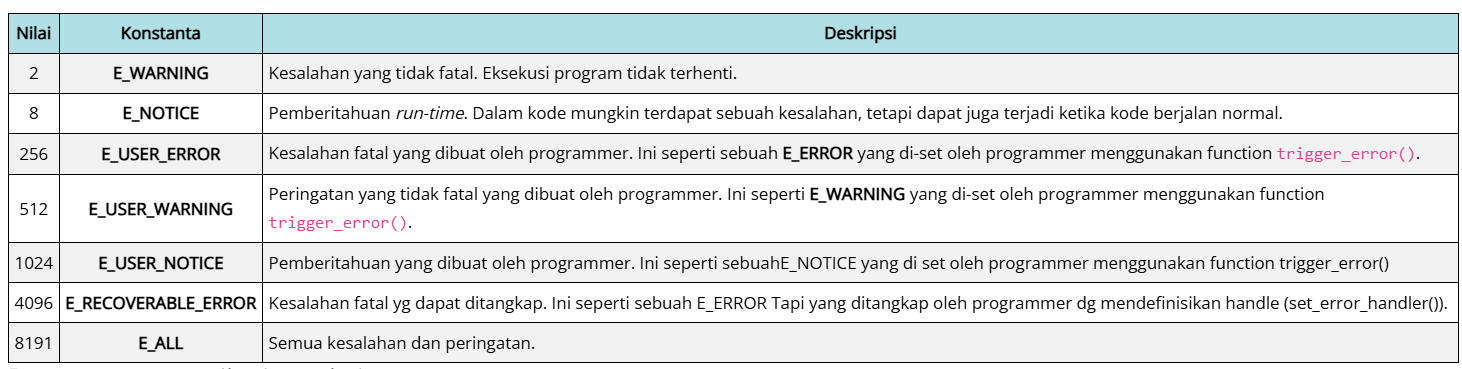 Nilai Konstanta Deskripsi
2 E_WARNING Kesalahan yang tidak fatal. Eksekusi program tidak terhenti.
8 E_NOTICE Pemberitahuan run-time. Dalam kode mungkin terdapat sebuah kesalahan, tetapi dapat juga terjadi ketika kode berjalan normal.
256 E_USER_ERROR Kesalahan fatal yang dibuat oleh programmer. Ini seperti sebuah E_ERROR yang di-set oleh programmer menggunakan function trigger_error().
512 E_USER_WARNING Peringatan yang tidak fatal yang dibuat oleh programmer. Ini seperti E_WARNING yang di-set oleh programmer menggunakan function
trigger_error().
1024 E_USER_NOTICE Pemberitahuan yang dibuat oleh programmer. Ini seperti sebuahE_NOTICE yang di set oleh programmer menggunakan function trigger_error()
4096 E_RECOVERABLE_ERROR Kesalahan fatal yg dapat ditangkap. Ini seperti sebuah E_ERROR Tapi yang ditangkap oleh programmer dg mendefinisikan handle (set_error_handler()).
8191 E_ALL Semua kesalahan dan peringatan.